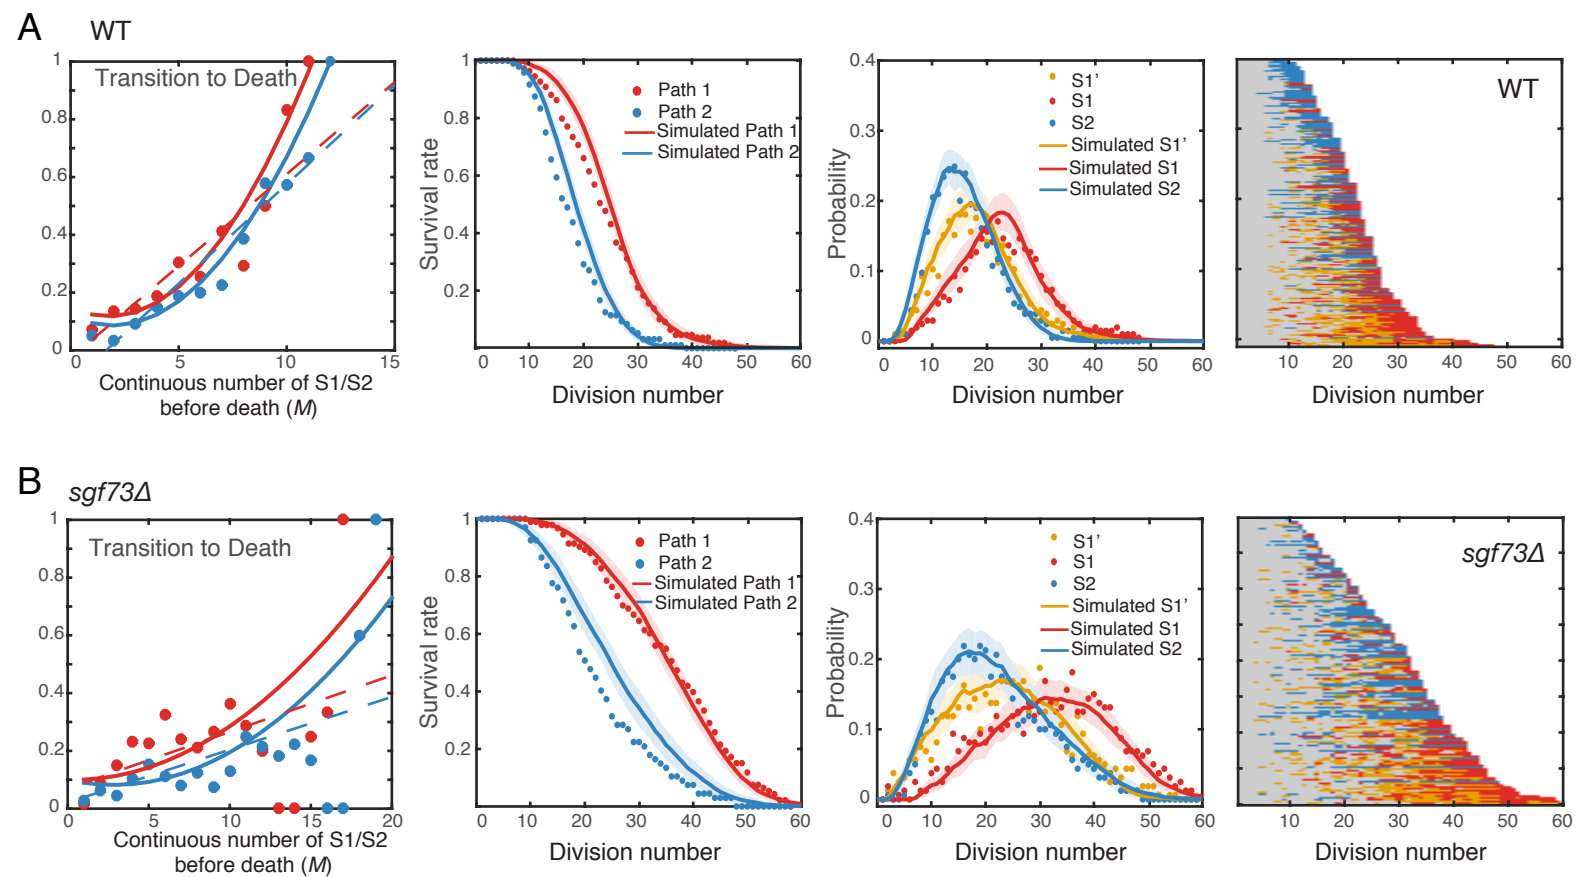 A
WT
Transition to Death
1
0.8
0.6
0.4
0.2
0
0
5
10
15
Continuous number of S1/S2
before death (M)
Survival rate
1
0.8
0.6
0.4
0.2
Path 1
Path 2
Simulated Path 1
Simulated Path 2
0
10
20
30
40
50
60
Division number
Probability
0.4
0.3
0.2
0.1
0
S1’
S1
S2
Simulated S1’
Simulated S1
Simulated S2
0
10
20
30
40
50
60
Division number
WT
10
20
30
40
50
60
Division number
B
sgf73Δ
Transition to Death
1
0.8
0.6
0.4
0.2
0
0
5
10
15
20
Continuous number of S1/S2
before death (M)
Survival rate
1
0.8
0.6
0.4
0.2
Path 1
Path 2
Simulated Path 1
Simulated Path 2
0
10
20
30
40
50
60
Division number
Probability
0.4
0.3
0.2
0.1
0
S1’
S1
S2
Simulated S1’
Simulated S1
Simulated S2
0
10
20
30
40
50
60
Division number
sgf73Δ
10
20
30
40
50
60
Division number